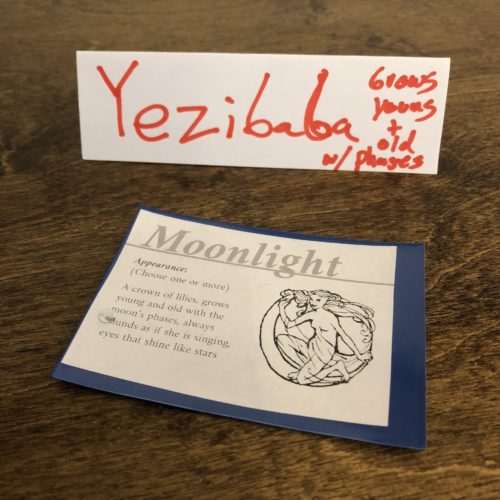 Yezibaba
Grows
young
+
old
w/ phases
Moonlight
Appearance:
(Choose one or more)
A crown of lilies, grows
young and old with the
moon's phases, always
sounds as if she is singing,
eyes that shine like stars